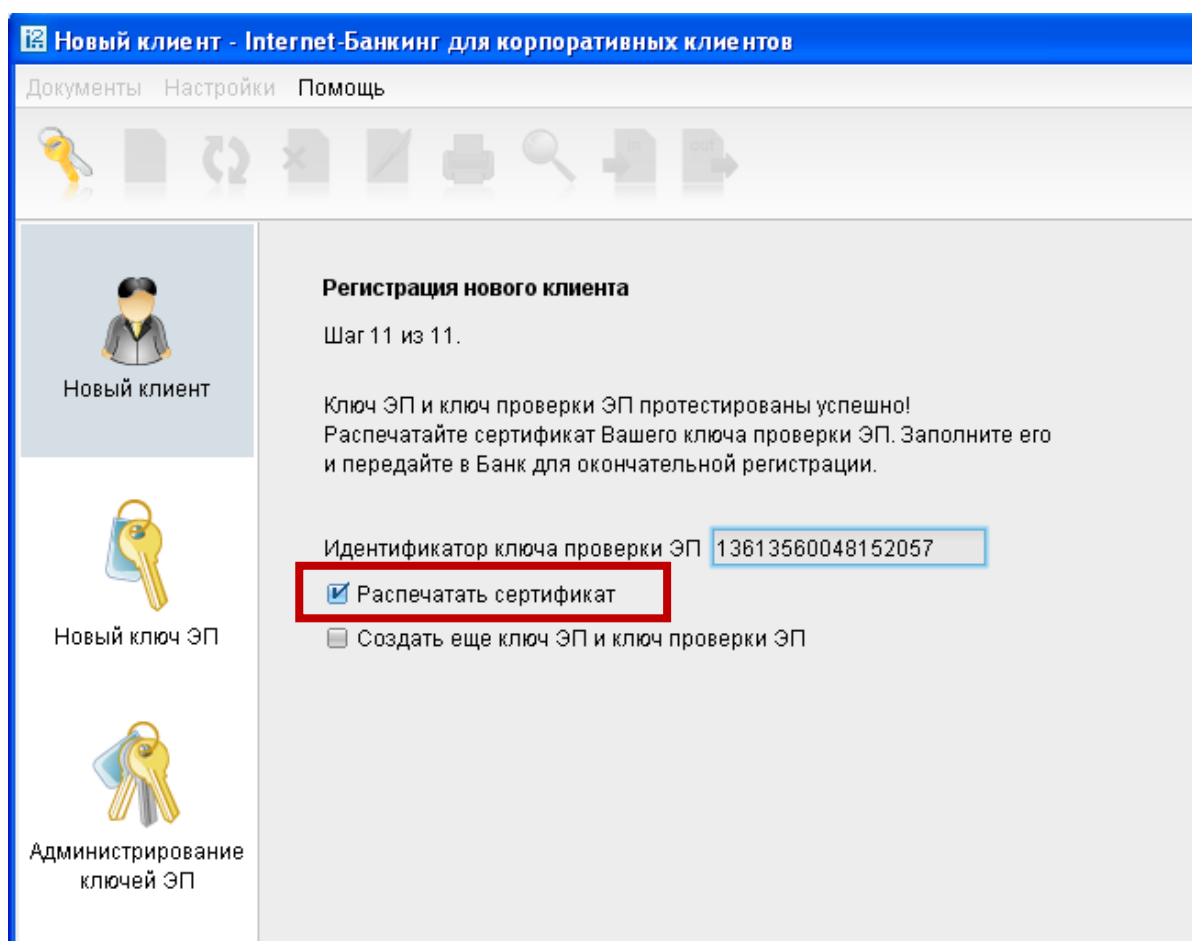 i2 Новый клиент - Internet-Банкинг для корпоративных клиентов
Документы Настройки Помощь
in out
Новый клиент
Новый ключ ЭП
Администрирование
ключей ЭП
Регистрация нового клиента
Шаг 11 из 11.
Ключ ЭП и ключ проверки ЭП протестированы успешно!
Распечатайте сертификат Вашего ключа проверки ЭП. Заполните его
и передайте в Банк для окончательной регистрации.
Идентификатор ключа проверки ЭП 13613560048152057
Распечатать сертификат
Создать еще ключ ЭП и ключ проверки ЭП